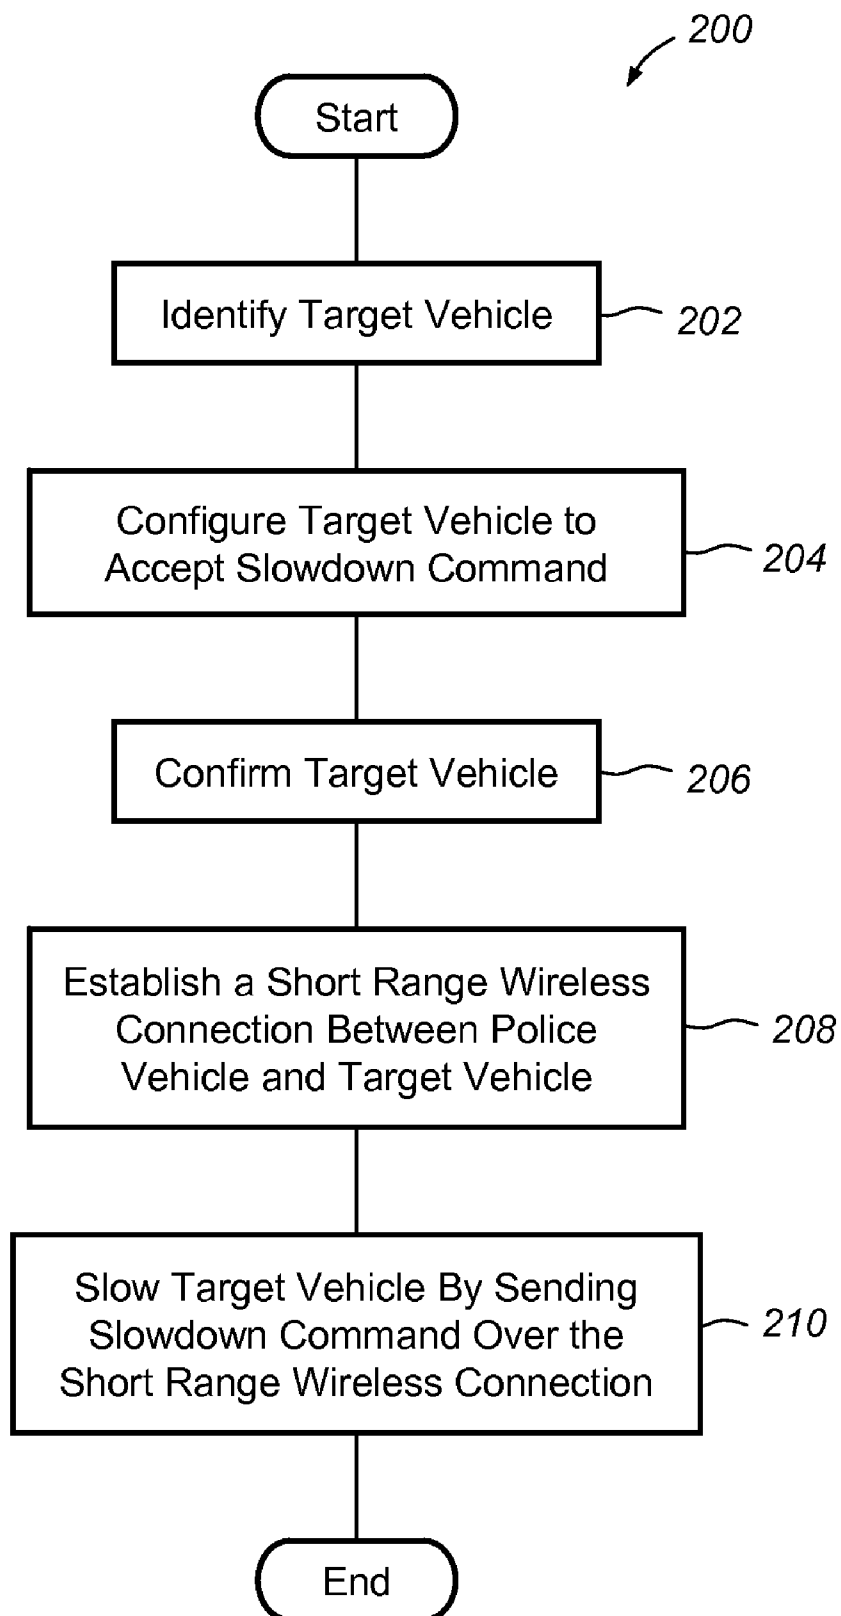 200
Start
Identify Target Vehicle
202
Configure Target Vehicle to
Accept Slowdown Command
204
Confirm Target Vehicle
206
Establish a Short Range Wireless
Connection Between Police
Vehicle and Target Vehicle
208
Slow Target Vehicle By Sending
Slowdown Command Over the
Short Range Wireless Connection
210
End